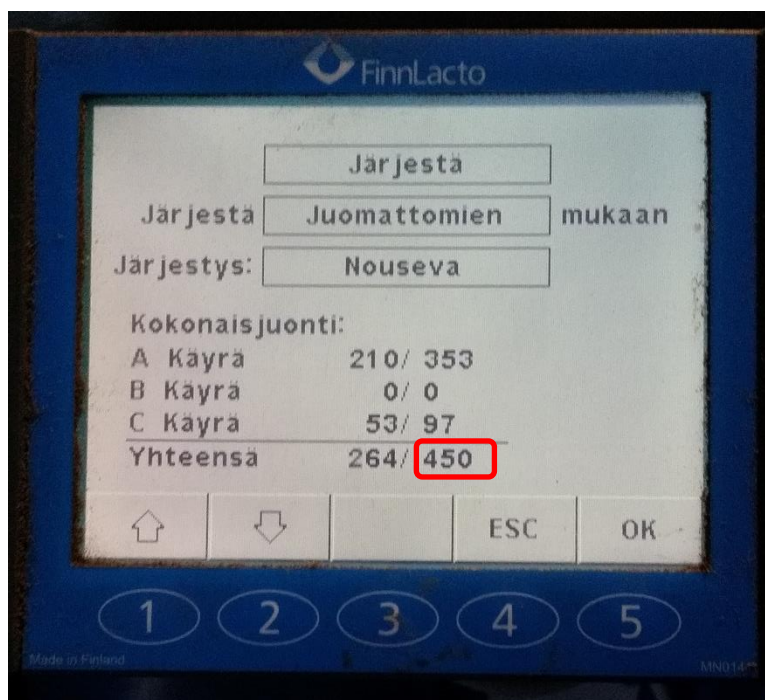 FinnLacto
Järjestä
Järjestä Juomattomien mukaan
Järjestys: Nouseva
Kokonaisjuonti:
A Käyrä 210/ 353
B Käyrä 0/ 0
C Käyrä 53/ 97
Yhteensä 264/ 450
ESC OK
1 2 3 4 5
Made in Finland